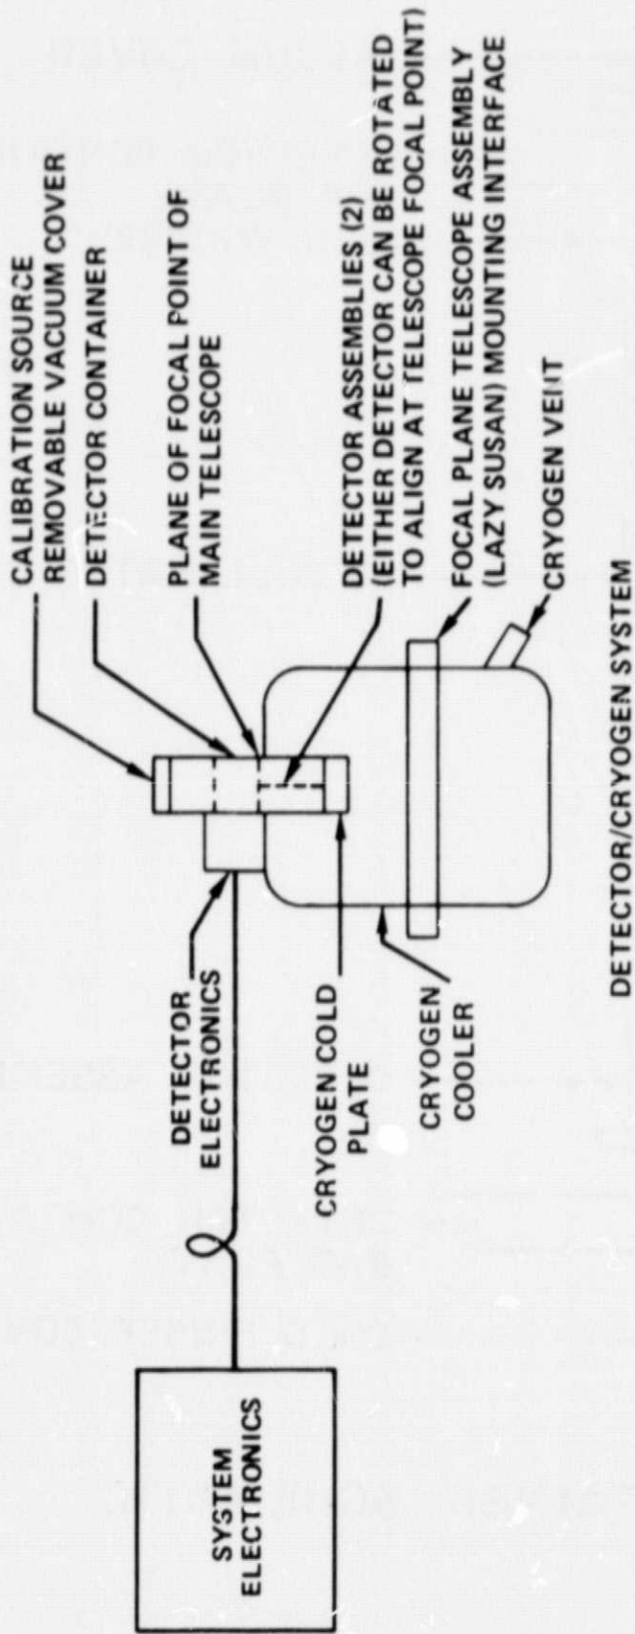 CALIBRATION SOURCE
REMOVABLE VACUUM COVER
DETECTOR CONTAINER
PLANE OF FOCAL POINT OF
MAIN TELESCOPE
DETECTOR ASSEMBLIES (2)
(EITHER DETECTOR CAN BE ROTATED
TO ALIGN AT TELESCOPE FOCAL POINT)
FOCAL PLANE TELESCOPE ASSEMBLY
(LAZY SUSAN) MOUNTING INTERFACE
CRYOGEN VENT
DETECTOR
ELECTRONICS
CRYOGEN COLD
PLATE
CRYOGEN
COOLER
SYSTEM
ELECTRONICS
DETECTOR/CRYOGEN SYSTEM